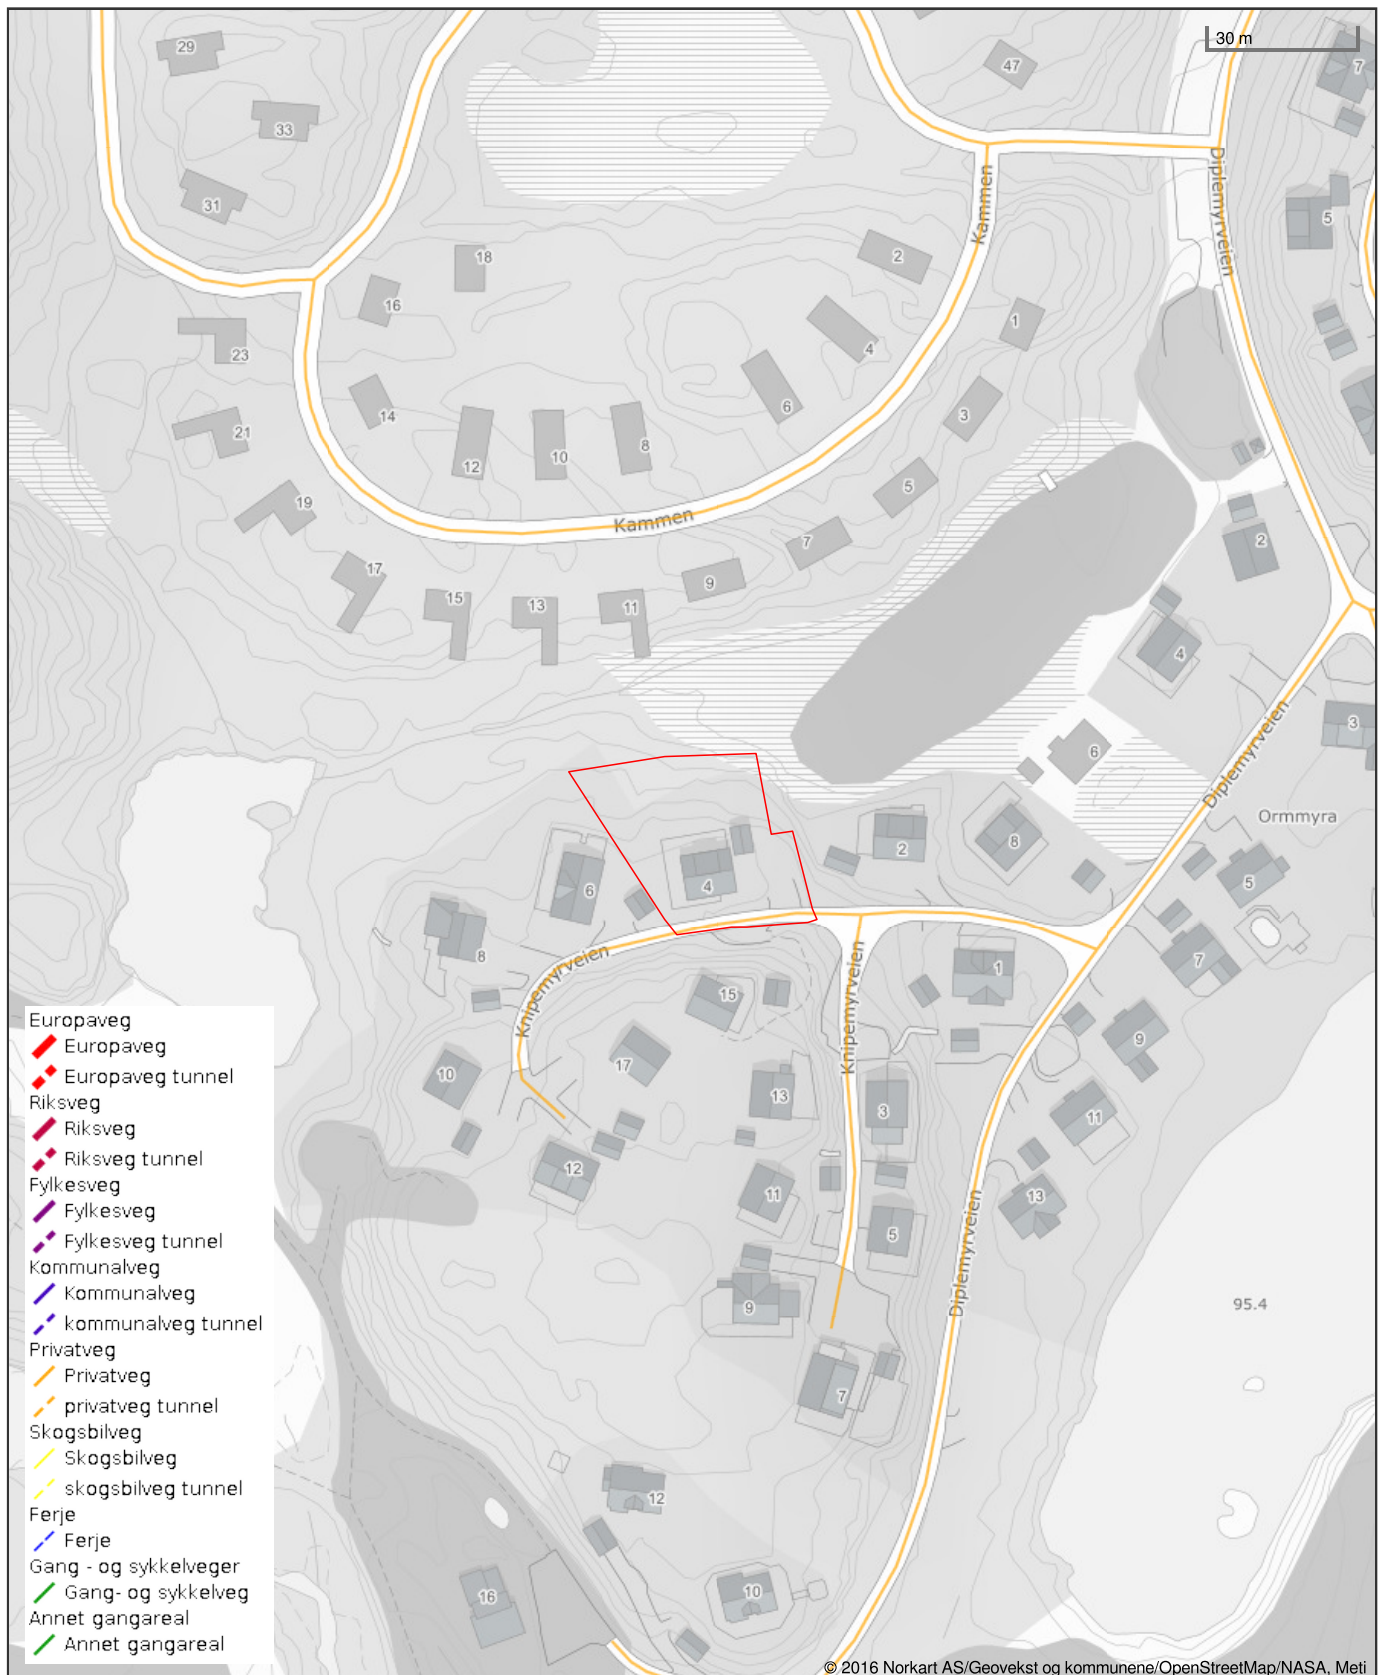 30 m
29
47
7
33
31
Kammen
Diplemyrveien
5
18
2
16
1
4
23
6
3
14
21
8
10
12
5
19
Kammen
7
2
17
9
15
13
11
4
3
6
Diplemyrveien
Ormmyra
2
8
5
4
6
8
Knipemyrveien
Knipemyrveien
1
7
15
9
17
10
13
3
11
12
11
13
5
Diplemyrveien
9
95.4
7
12
10
16
Europaveg
Europaveg
Europaveg tunnel
Riksveg
Riksveg
Riksveg tunnel
Fylkesveg
Fylkesveg
Fylkesveg tunnel
Kommunalveg
Kommunalveg
kommunalveg tunnel
Privatveg
Privatveg
privatveg tunnel
Skogsbilveg
Skogsbilveg
skogsbilveg tunnel
Ferje
Ferje
Gang - og sykkelveger
Gang- og sykkelveg
Annet gangareal
Annet gangareal
© 2016 Norkart AS/Geovekst og kommunene/OpenStreetMap/NASA, Meti